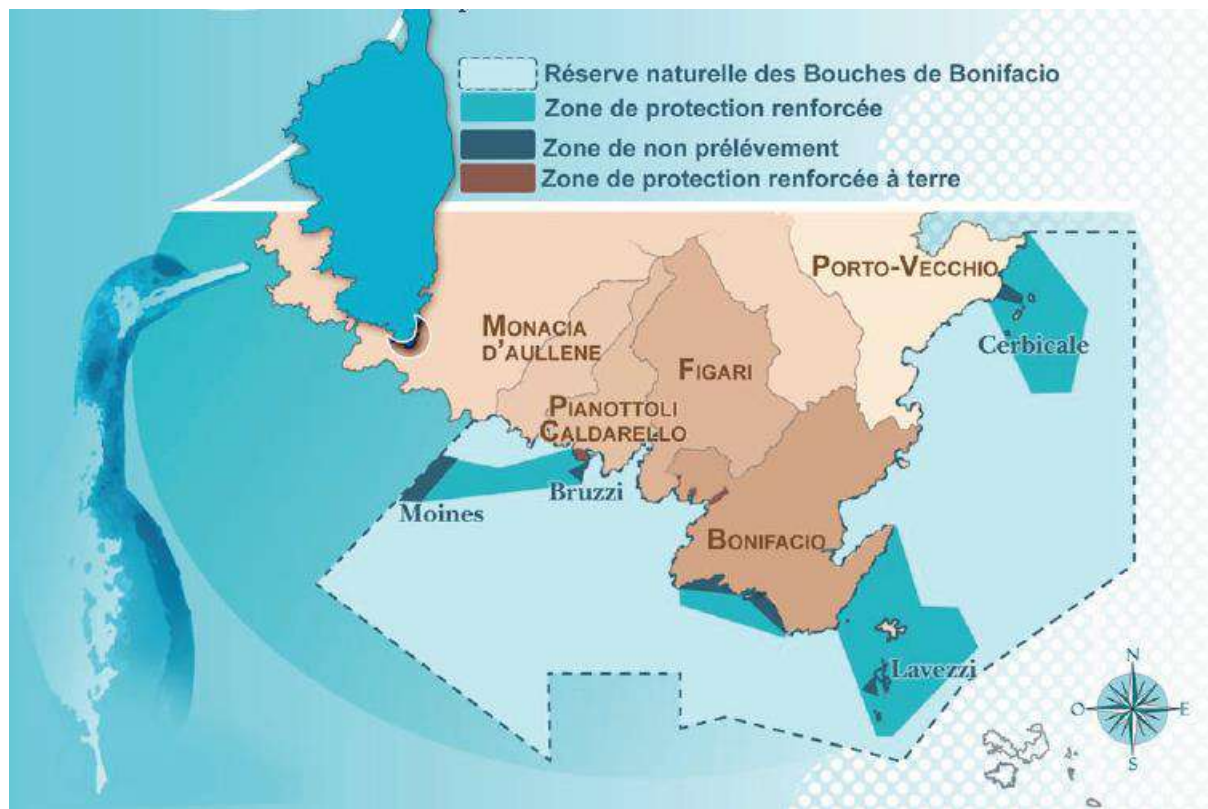 Réserve naturelle des Bouches de Bonifacio
Zone de protection renforcée
Zone de non prélévement
Zone de protection renforcée à terre
PORTO-VECCHIO
MONACIA
D'AULLENE
Cerbicale
FIGARI
PIANOTTOLI
CALDARELLO
Bruzzi
Moines
BONIFACIO
Lavezzi
N
O
E
S